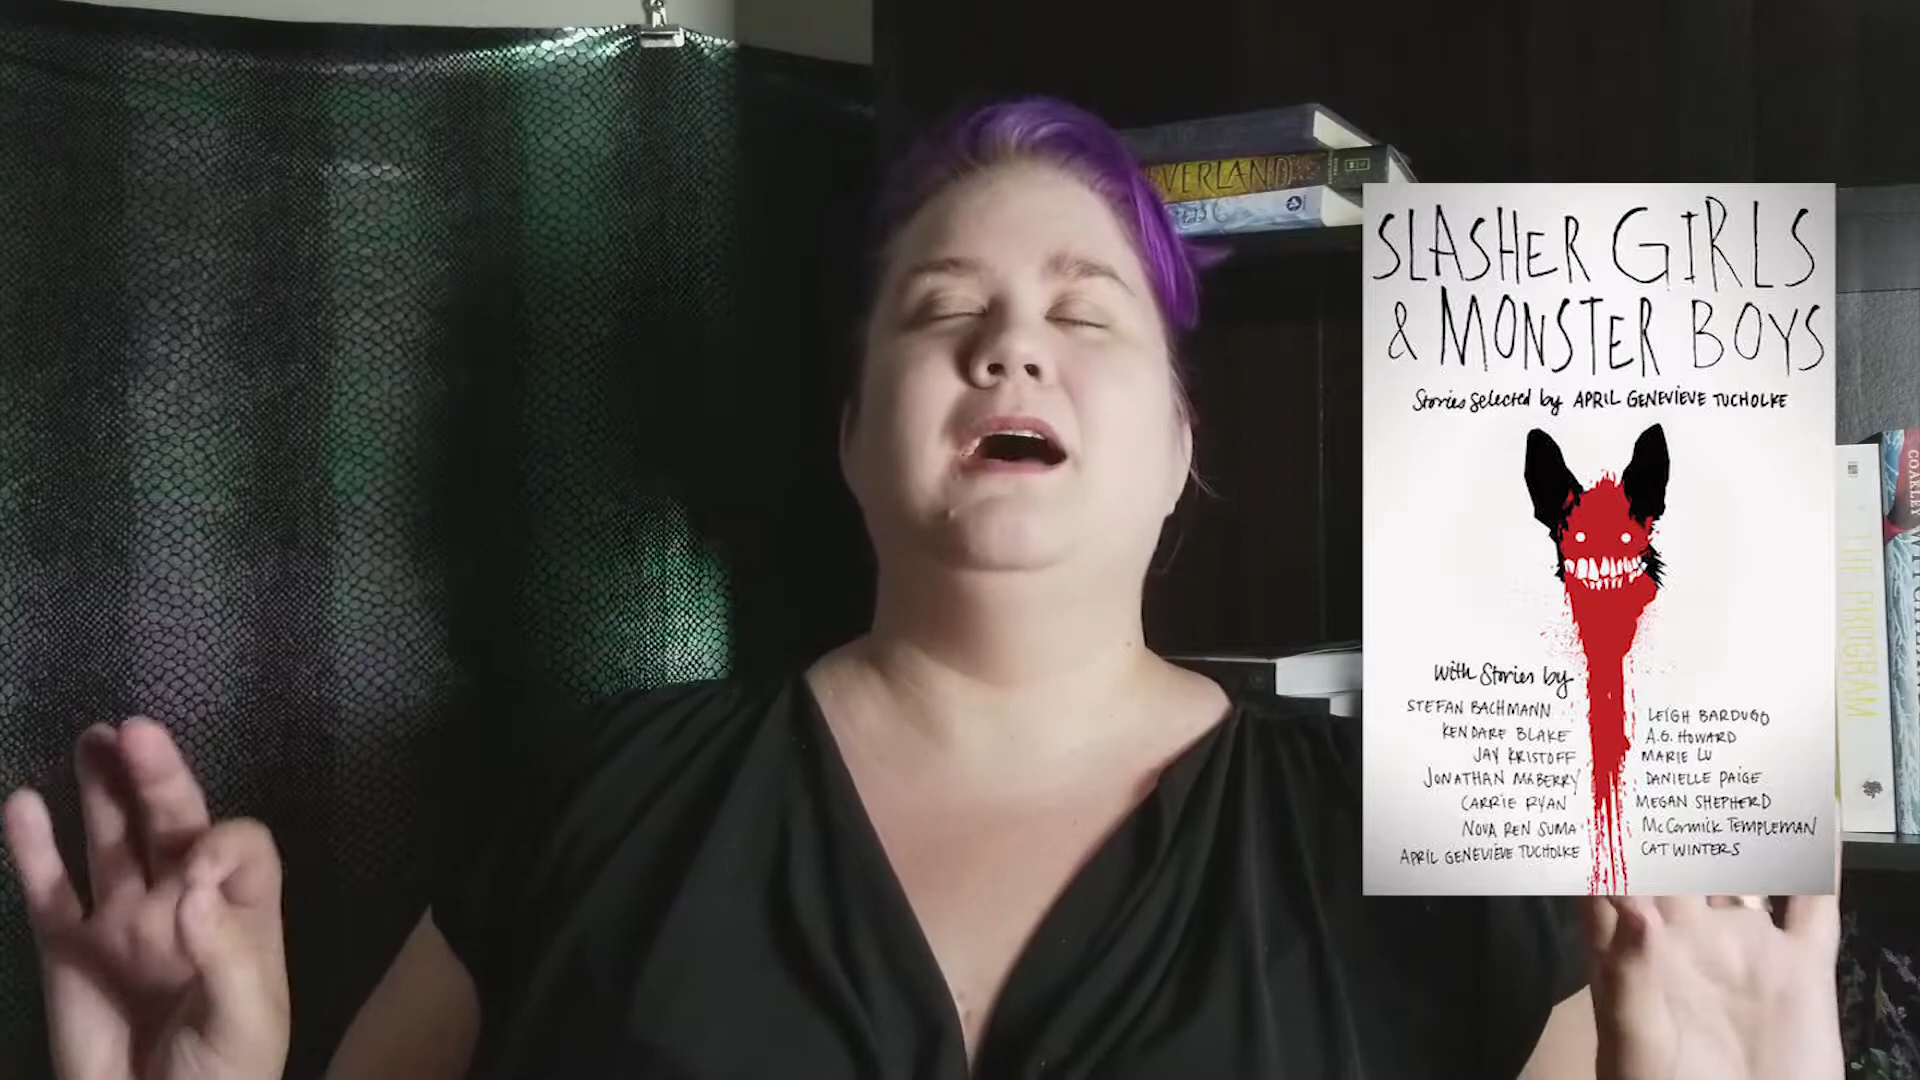 VERLAND
SLASHER GIRLS
& MONSTER BOYS
Stories selected by APRIL GENEVIEVE TUCHOLKE
With Stories by
STEFAN BACHMANN
KENDARE BLAKE
JAY KRISTOFF
JONATHAN MABERRY
CARRIE RYAN
NOVA REN SUMA
APRIL GENEVIEVE TUCHOLKE
LEIGH BARDUGO
A.G. HOWARD
MARIE LU
DANIELLE PAIGE
MEGAN SHEPHERD
McCORMICK TEMPLEMAN
CAT WINTERS
THE PROGRAM
COAKLEY